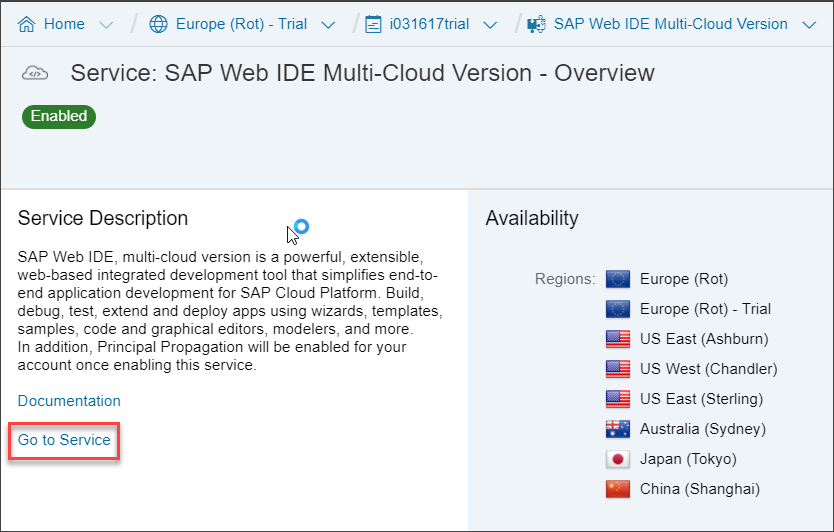 Home Europe (Rot) - Trial i031617trial SAP Web IDE Multi-Cloud Version
Service: SAP Web IDE Multi-Cloud Version - Overview
Enabled
Service Description
SAP Web IDE, multi-cloud version is a powerful, extensible,
web-based integrated development tool that simplifies end-to-
end application development for SAP Cloud Platform. Build,
debug, test, extend and deploy apps using wizards, templates,
samples, code and graphical editors, modelers, and more.
In addition, Principal Propagation will be enabled for your
account once enabling this service.
Documentation
Go to Service
Availability
Regions: Europe (Rot)
Europe (Rot) - Trial
US East (Ashburn)
US West (Chandler)
US East (Sterling)
Australia (Sydney)
Japan (Tokyo)
China (Shanghai)